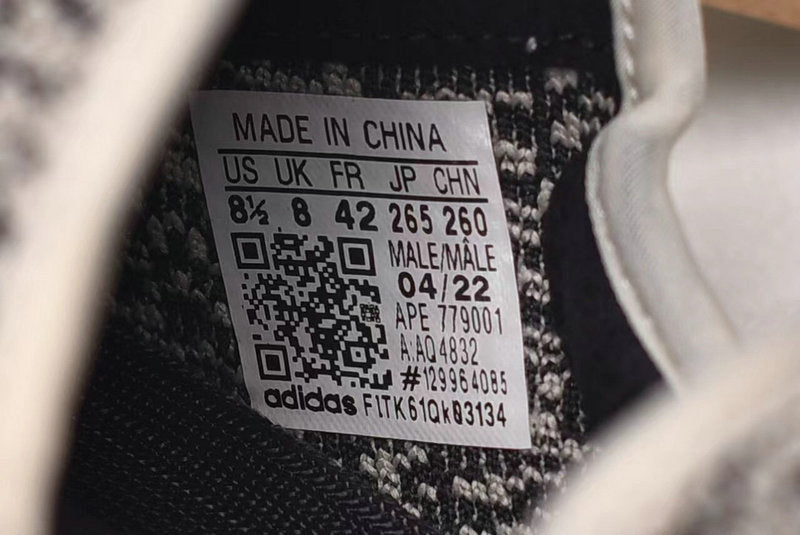 MADE IN CHINA
US UK FR JP CHN
8½ 8 42 265 260
MALE/MÂLE
04/22
APE 779001
A:AQ4832
#129964085
adidas F1TK61Qk03134